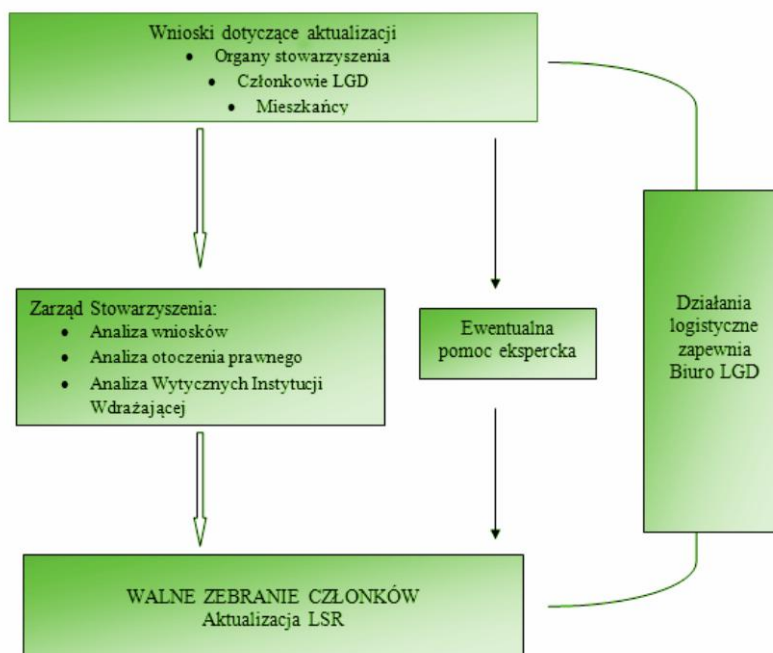 Wnioski dotyczące aktualizacji
• Organy stowarzyszenia
• Członkowie LGD
• Mieszkańcy
Zarząd Stowarzyszenia:
• Analiza wniosków
• Analiza otoczenia prawnego
• Analiza Wytycznych Instytucji
Wdrażającej
Ewentualna
pomoc ekspercka
Działania
logistyczne
zapewnia
Biuro LGD
WALNE ZEBRANIE CZŁONKÓW
Aktualizacja LSR